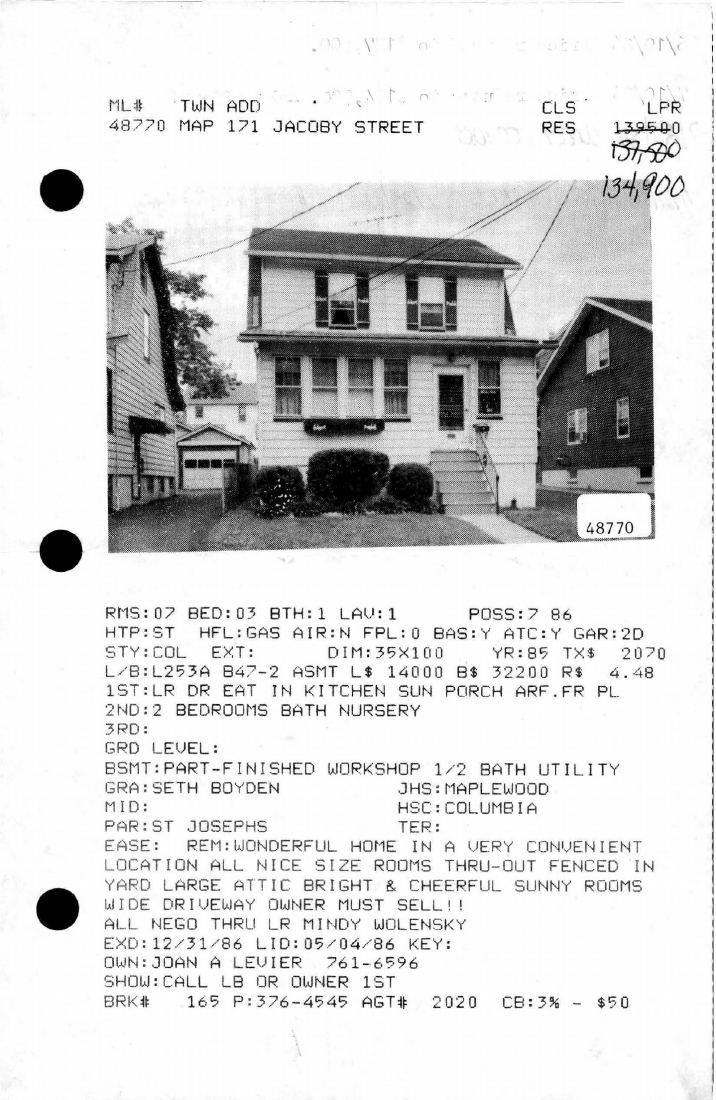 ML# TWN ADD CLS LPR
48770 MAP 171 JACOBY STREET RES 139500
137,500
134,900
48770
RMS:07 BED:03 BTH:1 LAV:1 POSS:7 86
HTP:ST HFL:GAS AIR:N FPL:0 BAS:Y ATC:Y GAR:2D
STY:COL EXT: DIM:35X100 YR:85 TX$ 2070
L/B:L253A B47-2 ASMT L$ 14000 B$ 32200 R$ 4.48
1ST:LR DR EAT IN KITCHEN SUN PORCH ARF.FR PL
2ND:2 BEDROOMS BATH NURSERY
3RD:
GRD LEVEL:
BSMT:PART-FINISHED WORKSHOP 1/2 BATH UTILITY
GRA:SETH BOYDEN JHS:MAPLEWOOD
MID: HSC:COLUMBIA
PAR:ST JOSEPHS TER:
EASE: REM:WONDERFUL HOME IN A VERY CONVENIENT
LOCATION ALL NICE SIZE ROOMS THRU-OUT FENCED IN
YARD LARGE ATTIC BRIGHT & CHEERFUL SUNNY ROOMS
WIDE DRIVEWAY OWNER MUST SELL!!
ALL NEGO THRU LR MINDY WOLENSKY
EXD:12/31/86 LID:05/04/86 KEY:
OWN:JOAN A LEVIER 761-6596
SHOW:CALL LB OR OWNER 1ST
BRK# 165 P:376-4545 AGT# 2020 CB:3% - $50